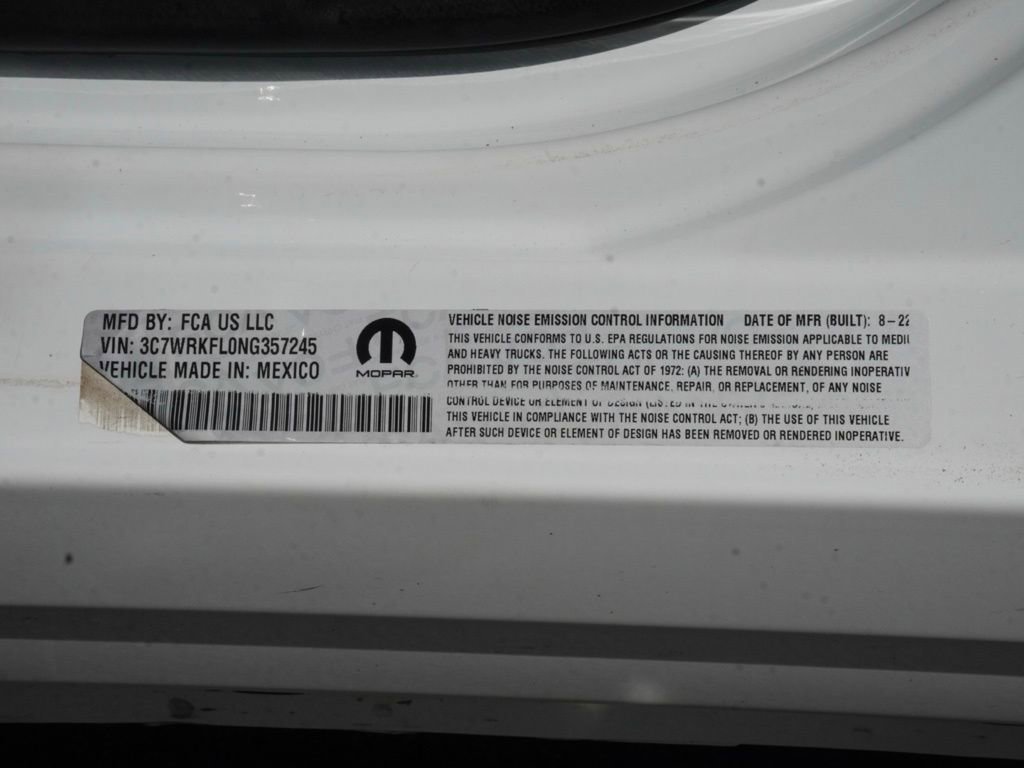 MFD BY: FCA US LLC
VIN: 3C7WRKFL0NG357245
VEHICLE MADE IN: MEXICO
MOPAR
VEHICLE NOISE EMISSION CONTROL INFORMATION DATE OF MFR (BUILT): 8-22
THIS VEHICLE CONFORMS TO U.S. EPA REGULATIONS FOR NOISE EMISSION APPLICABLE TO MEDIU
AND HEAVY TRUCKS. THE FOLLOWING ACTS OR THE CAUSING THEREOF BY ANY PERSON ARE
PROHIBITED BY THE NOISE CONTROL ACT OF 1972: (A) THE REMOVAL OR RENDERING INOPERATIV
OTHER THAN FOR PURPOSES OF MAINTENANCE, REPAIR, OR REPLACEMENT, OF ANY NOISE
CONTROL DEVICE OR ELEMENT OF DESIGN (LISTED IN THE
THIS VEHICLE IN COMPLIANCE WITH THE NOISE CONTROL ACT; (B) THE USE OF THIS VEHICLE
AFTER SUCH DEVICE OR ELEMENT OF DESIGN HAS BEEN REMOVED OR RENDERED INOPERATIVE.